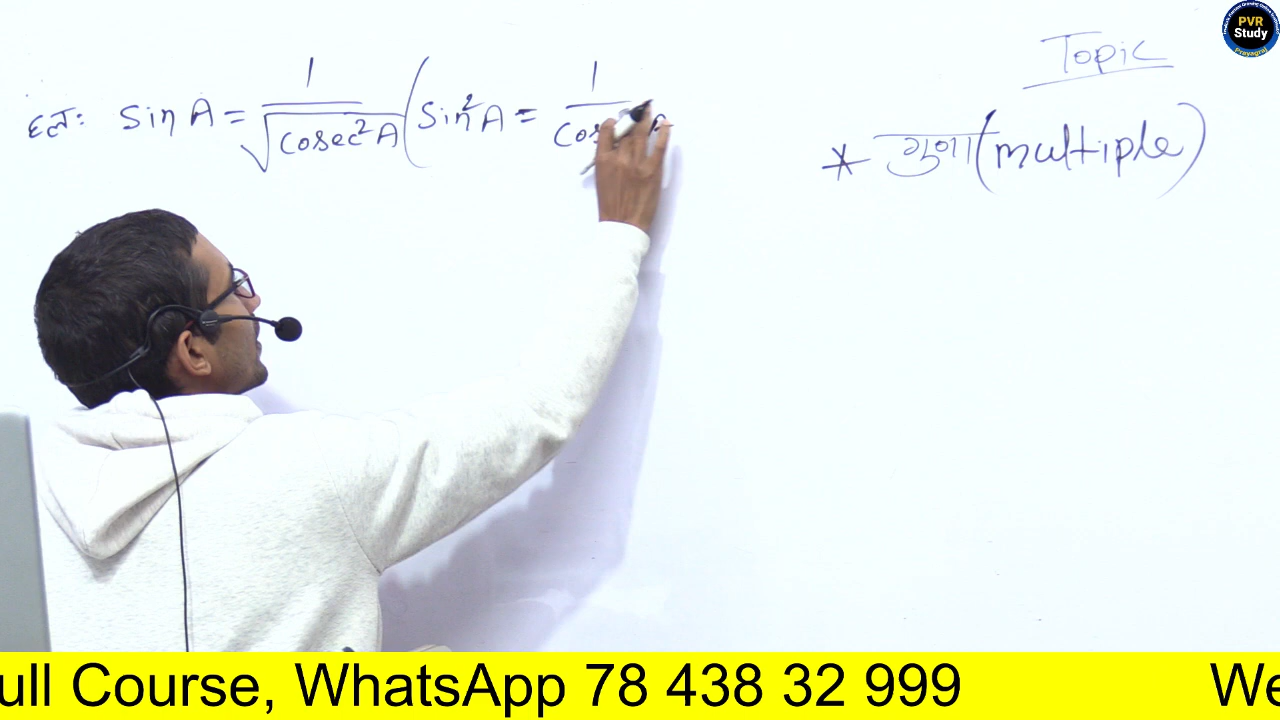 हल: Sin A = 1/√(Cosec²A) (Sin²A = 1/Cos
Topic
* गुणा (multiple)
PVR
Study
Prayagraj
ull Course, WhatsApp 78 438 32 999 We